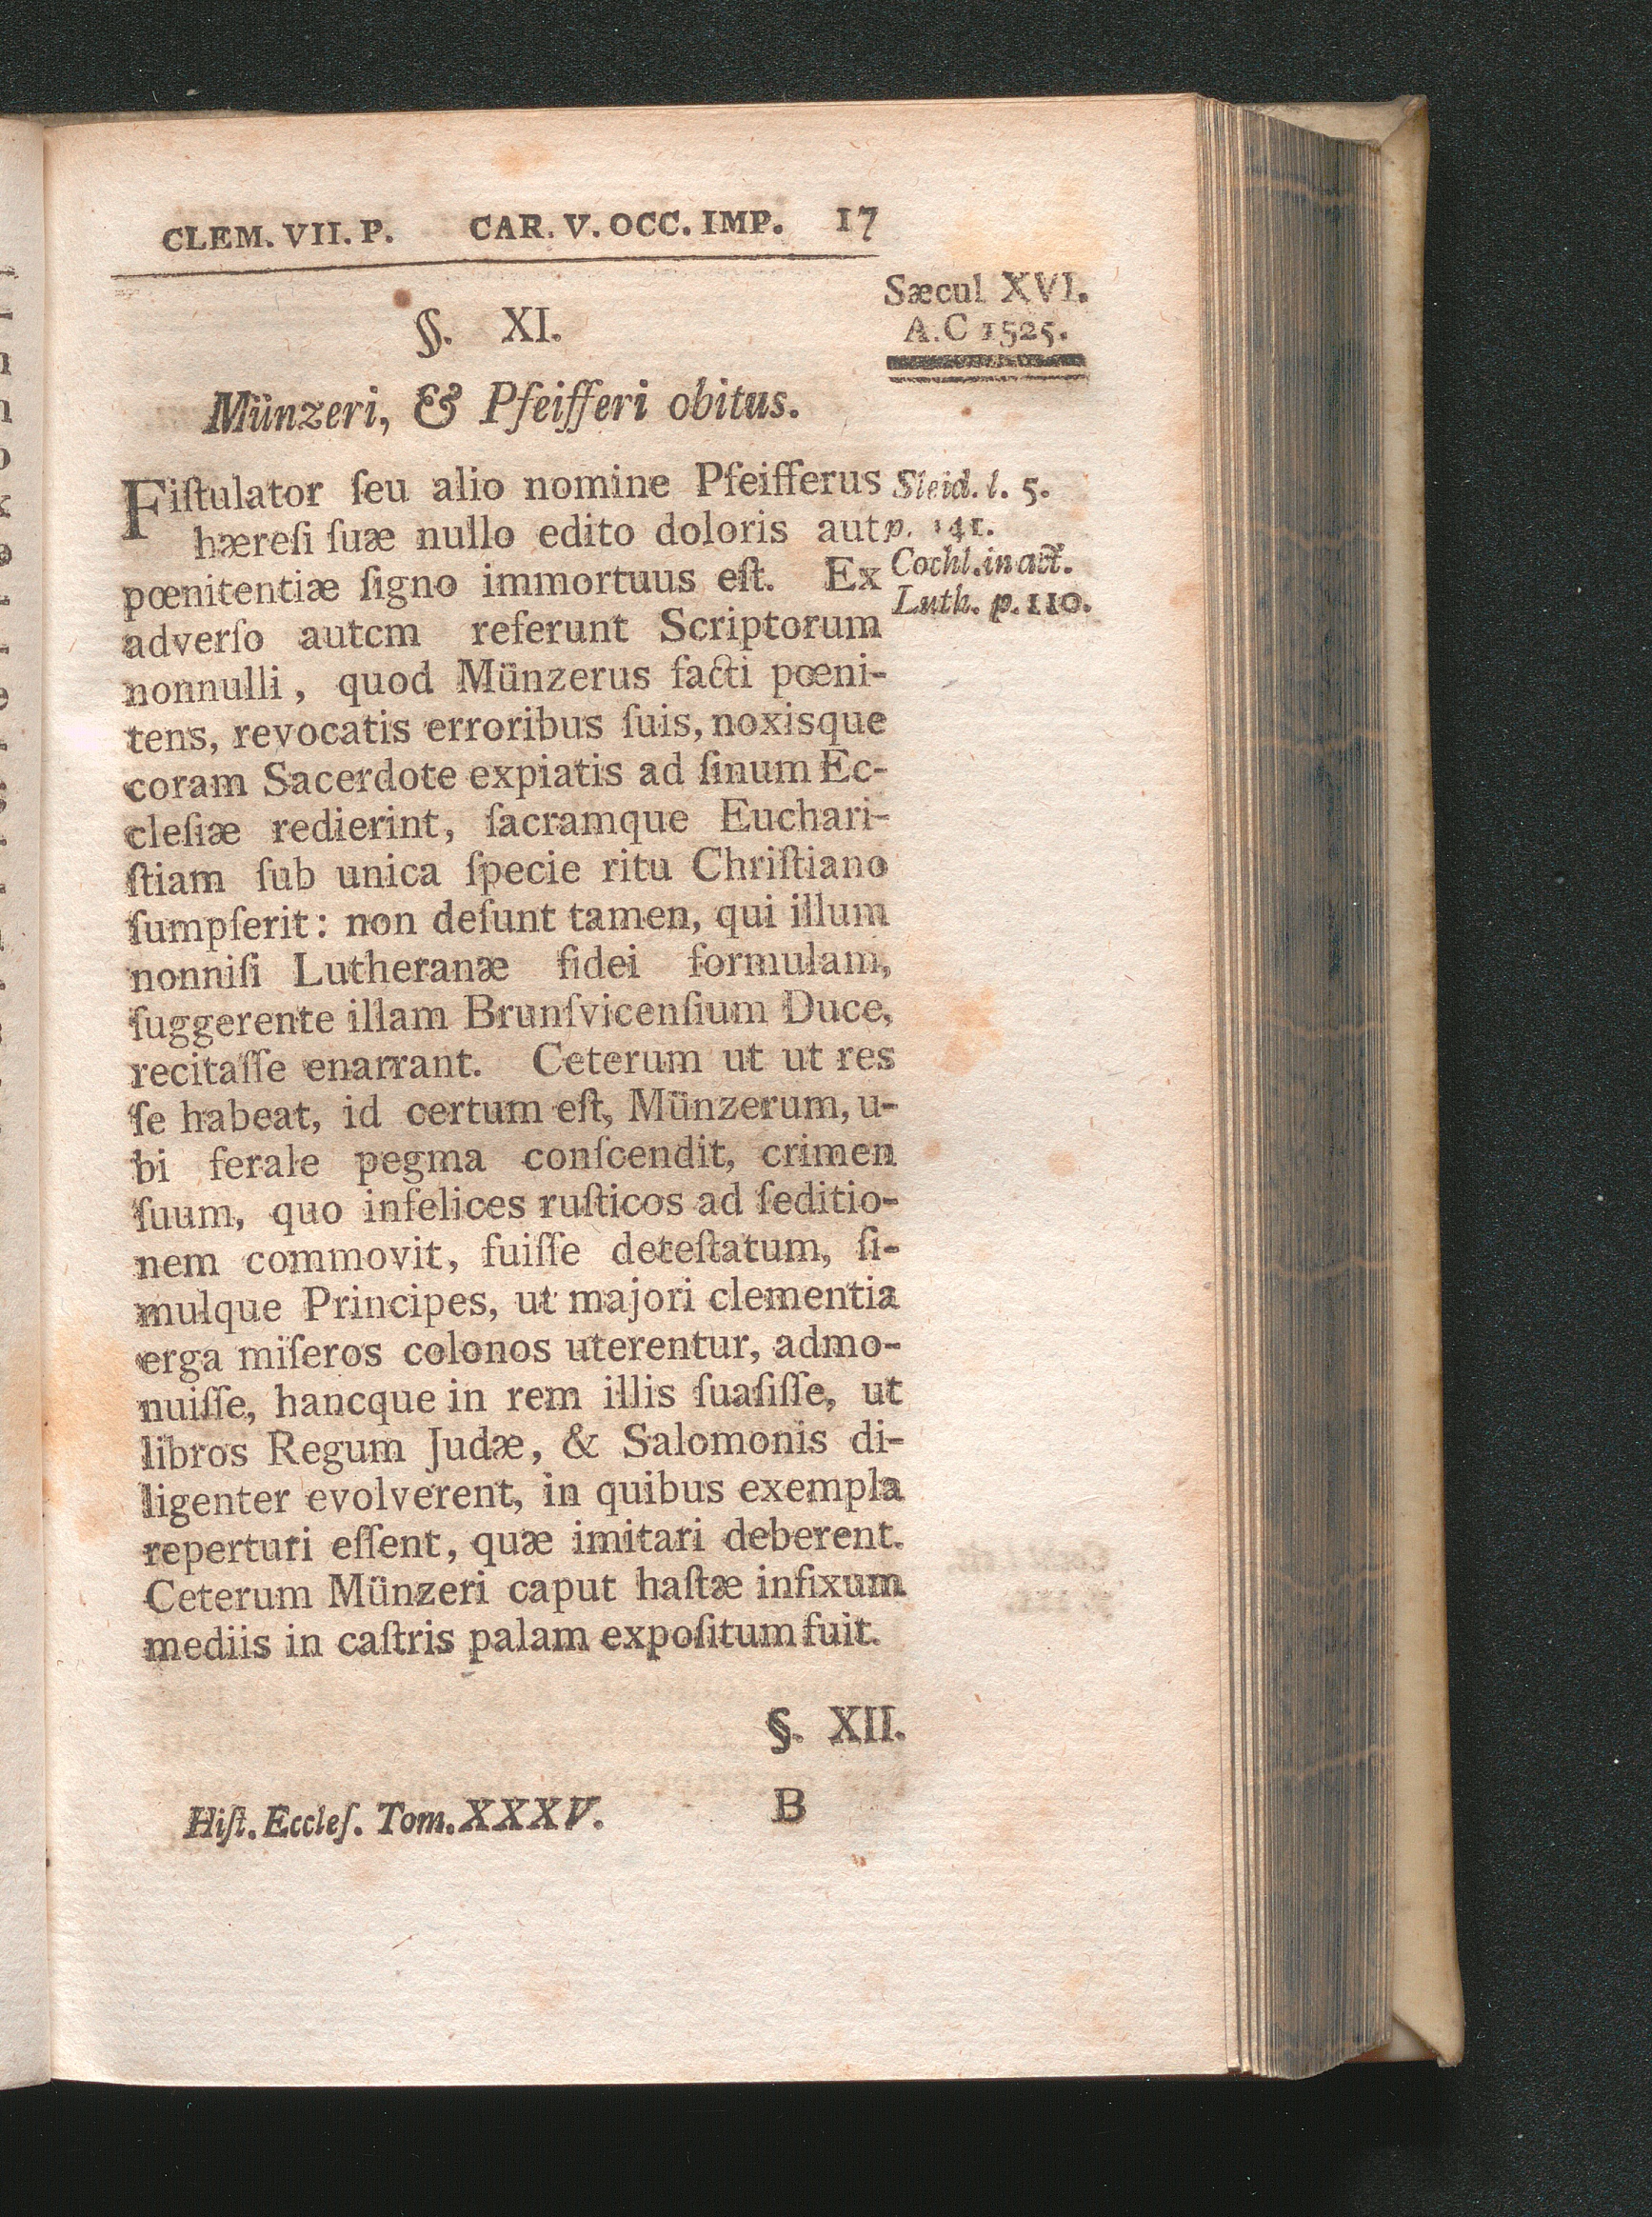 CLEM. VII. P. CAR. V. OCC. IMP. 17
Sæcul XVI.
A.C 1525.
§. XI.
Münzeri, & Pfeifferi obitus.
Fiſtulator ſeu alio nomine Pfeifferus
hæreſi ſuæ nullo edito doloris aut
pœnitentiæ ſigno immortuus eſt. Ex
adverſo autem referunt Scriptorum
nonnulli, quod Münzerus facti pœni-
tens, revocatis erroribus ſuis, noxisque
coram Sacerdote expiatis ad ſinum Ec-
cleſiæ redierint, ſacramque Euchari-
ſtiam ſub unica ſpecie ritu Chriſtiano
ſumpſerit: non deſunt tamen, qui illum
nonniſi Lutheranæ fidei formulam,
ſuggerente illam Brunſvicenſium Duce,
recitaſſe enarrant. Ceterum ut ut res
ſe habeat, id certum eſt, Münzerum, u-
bi ferale pegma conſcendit, crimen
ſuum, quo infelices ruſticos ad ſeditio-
nem commovit, fuiſſe deteſtatum, ſi-
mulque Principes, ut majori clementia
erga miſeros colonos uterentur, admo-
nuiſſe, hancque in rem illis ſuaſiſſe, ut
libros Regum Judæ, & Salomonis di-
ligenter evolverent, in quibus exempla
reperturi eſſent, quæ imitari deberent.
Ceterum Münzeri caput haſtæ infixum
mediis in caſtris palam expoſitum fuit.
Sleid. l. 5.
p. 141.
Cochl. in act.
Luth. p. 110.
§. XII.
Hiſt. Eccleſ. Tom. XXXV. B